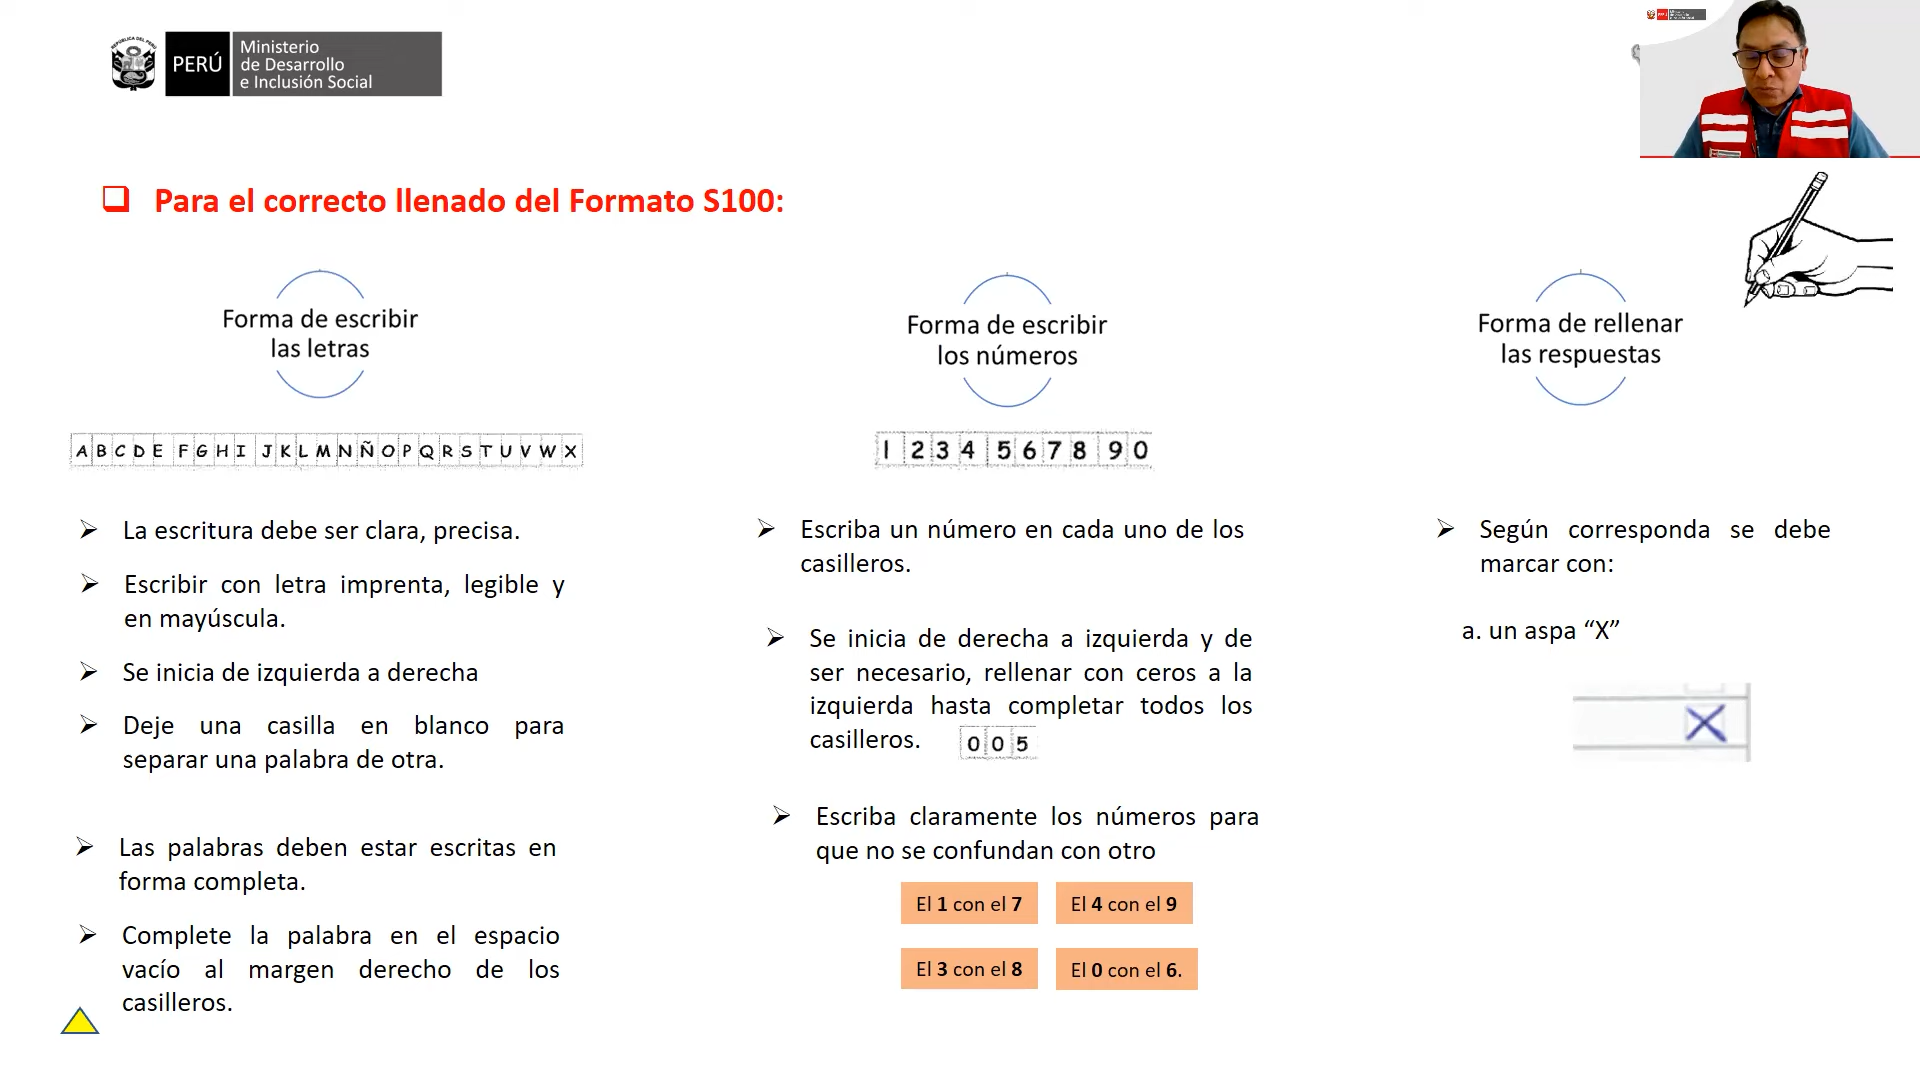 PERÚ
Ministerio
de Desarrollo
e Inclusión Social
Para el correcto llenado del Formato S100:
Forma de escribir
las letras
A B C D E F G H I J K L M N Ñ O P Q R S T U V W X
La escritura debe ser clara, precisa.
Escribir con letra imprenta, legible y
en mayúscula.
Se inicia de izquierda a derecha
Deje una casilla en blanco para
separar una palabra de otra.
Las palabras deben estar escritas en
forma completa.
Complete la palabra en el espacio
vacío al margen derecho de los
casilleros.
Forma de escribir
los números
1 2 3 4 5 6 7 8 9 0
Escriba un número en cada uno de los
casilleros.
Se inicia de derecha a izquierda y de
ser necesario, rellenar con ceros a la
izquierda hasta completar todos los
casilleros.
0 0 5
Escriba claramente los números para
que no se confundan con otro
El 1 con el 7
El 4 con el 9
El 3 con el 8
El 0 con el 6.
Forma de rellenar
las respuestas
Según corresponda se debe
marcar con:
a. un aspa “X”